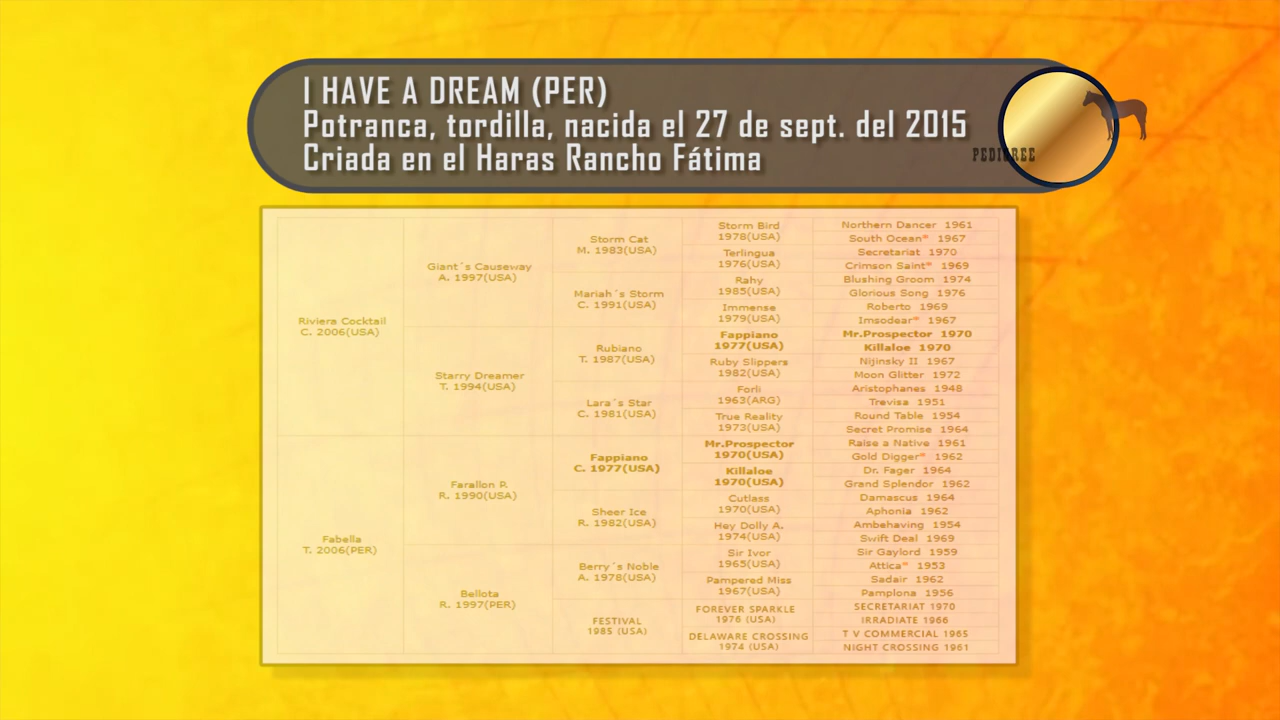 I HAVE A DREAM (PER)
Potranca, tordilla, nacida el 27 de sept. del 2015
Criada en el Haras Rancho Fátima
PEDIGREE
Riviera Cocktail
C. 2006(USA)
Fabella
T. 2006(PER)
Giant´s Causeway
A. 1997(USA)
Starry Dreamer
T. 1994(USA)
Farallon P.
R. 1990(USA)
Bellota
R. 1997(PER)
Storm Cat
M. 1983(USA)
Mariah´s Storm
C. 1991(USA)
Rubiano
T. 1987(USA)
Lara´s Star
C. 1981(USA)
Fappiano
C. 1977(USA)
Sheer Ice
R. 1982(USA)
Berry´s Noble
A. 1978(USA)
FESTIVAL
1985 (USA)
Storm Bird
1978(USA)
Terlingua
1976(USA)
Rahy
1985(USA)
Immense
1979(USA)
Fappiano
1977(USA)
Ruby Slippers
1982(USA)
Forli
1963(ARG)
True Reality
1973(USA)
Mr.Prospector
1970(USA)
Killaloe
1970(USA)
Cutlass
1970(USA)
Hey Dolly A.
1974(USA)
Sir Ivor
1965(USA)
Pampered Miss
1967(USA)
FOREVER SPARKLE
1976 (USA)
DELAWARE CROSSING
1974 (USA)
Northern Dancer 1961
South Ocean* 1967
Secretariat 1970
Crimson Saint* 1969
Blushing Groom 1974
Glorious Song 1976
Roberto 1969
Imsodear* 1967
Mr.Prospector 1970
Killaloe 1970
Nijinsky II 1967
Moon Glitter 1972
Aristophanes 1948
Trevisa 1951
Round Table 1954
Secret Promise 1964
Raise a Native 1961
Gold Digger* 1962
Dr. Fager 1964
Grand Splendor 1962
Damascus 1964
Aphonia 1962
Ambehaving 1954
Swift Deal 1969
Sir Gaylord 1959
Attica* 1953
Sadair 1962
Pamplona 1956
SECRETARIAT 1970
IRRADIATE 1966
T V COMMERCIAL 1965
NIGHT CROSSING 1961